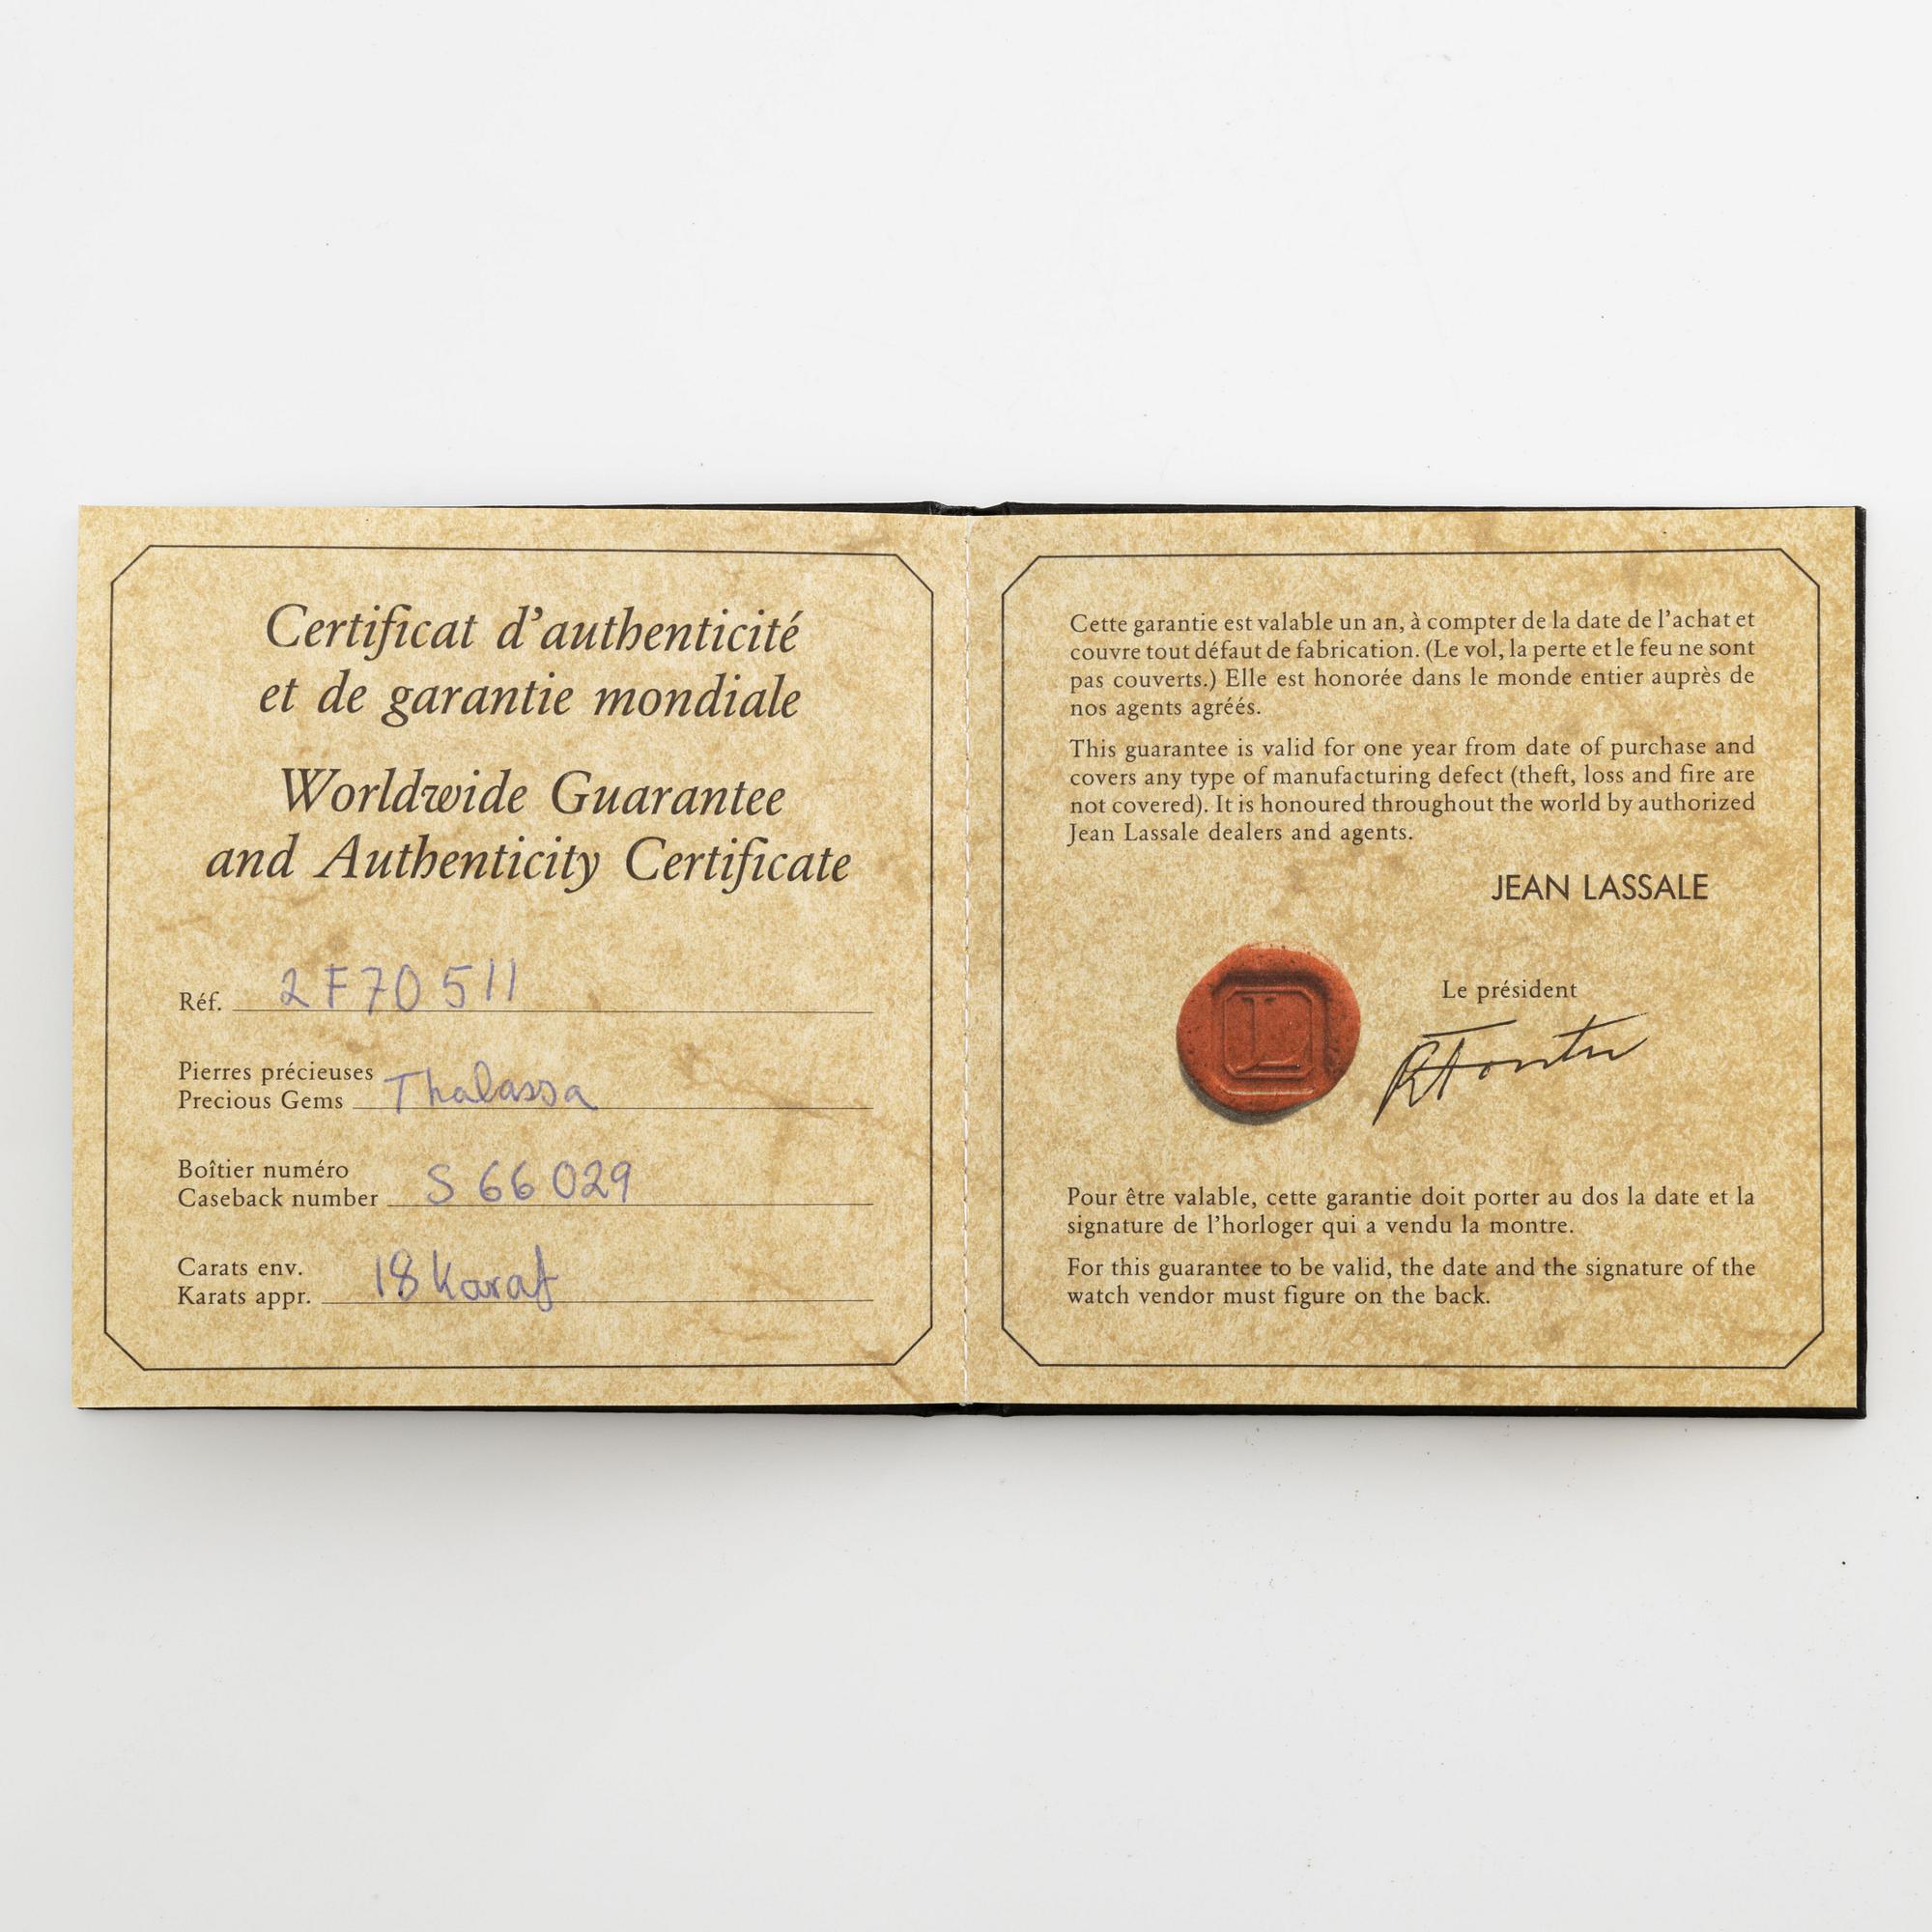 Certificat d'authenticité
et de garantie mondiale
Worldwide Guarantee
and Authenticity Certificate
Réf. 2F70511
Pierres précieuses
Precious Gems Thalassa
Boîtier numéro
Caseback number S 66 029
Carats env.
Karats appr. 18 Karat
Cette garantie est valable un an, à compter de la date de l'achat et
couvre tout défaut de fabrication. (Le vol, la perte et le feu ne sont
pas couverts.) Elle est honorée dans le monde entier auprès de
nos agents agréés.
This guarantee is valid for one year from date of purchase and
covers any type of manufacturing defect (theft, loss and fire are
not covered). It is honoured throughout the world by authorized
Jean Lassale dealers and agents.
JEAN LASSALE
L
Le président
Pour être valable, cette garantie doit porter au dos la date et la
signature de l'horloger qui a vendu la montre.
For this guarantee to be valid, the date and the signature of the
watch vendor must figure on the back.